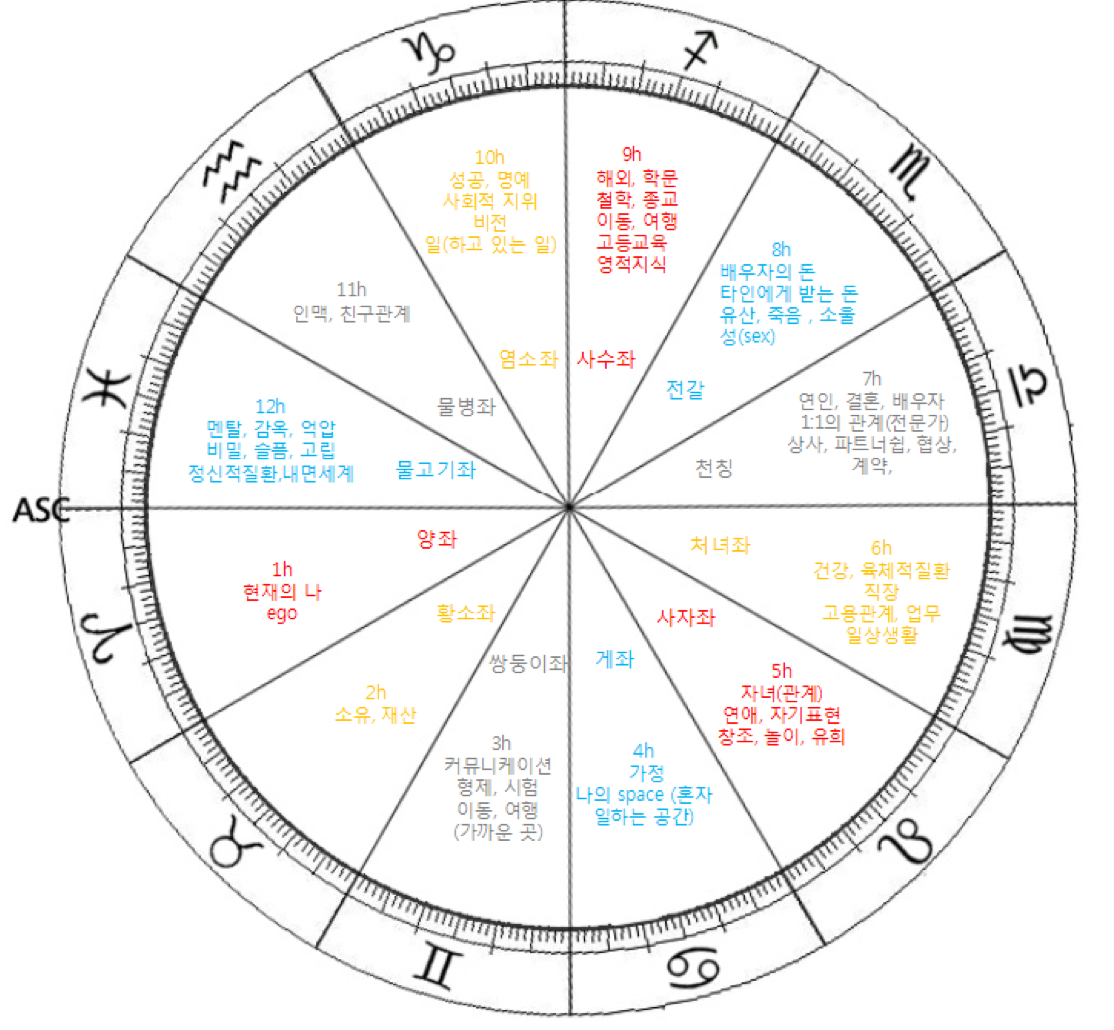 10h
성공, 명예
사회적 지위
비전
일(하고 있는 일)
염소좌
9h
해외, 학문
철학, 종교
이동, 여행
고등교육
영적지식
사수좌
8h
배우자의 돈
타인에게 받는 돈
유산, 죽음 , 소울
성(sex)
전갈
11h
인맥, 친구관계
물병좌
7h
연인, 결혼, 배우자
1:1의 관계(전문가)
상사, 파트너쉽, 협상,
계약,
천칭
12h
멘탈, 감옥, 억압
비밀, 슬픔, 고립
정신적질환,내면세계
물고기좌
ASC
양좌
1h
현재의 나
ego
처녀좌
6h
건강, 육체적질환
직장
고용관계, 업무
일상생활
황소좌
2h
소유, 재산
사자좌
5h
자녀(관계)
연애, 자기표현
창조, 놀이, 유희
쌍둥이좌
3h
커뮤니케이션
형제, 시험
이동, 여행
(가까운 곳)
게좌
4h
가정
나의 space (혼자
일하는 공간)